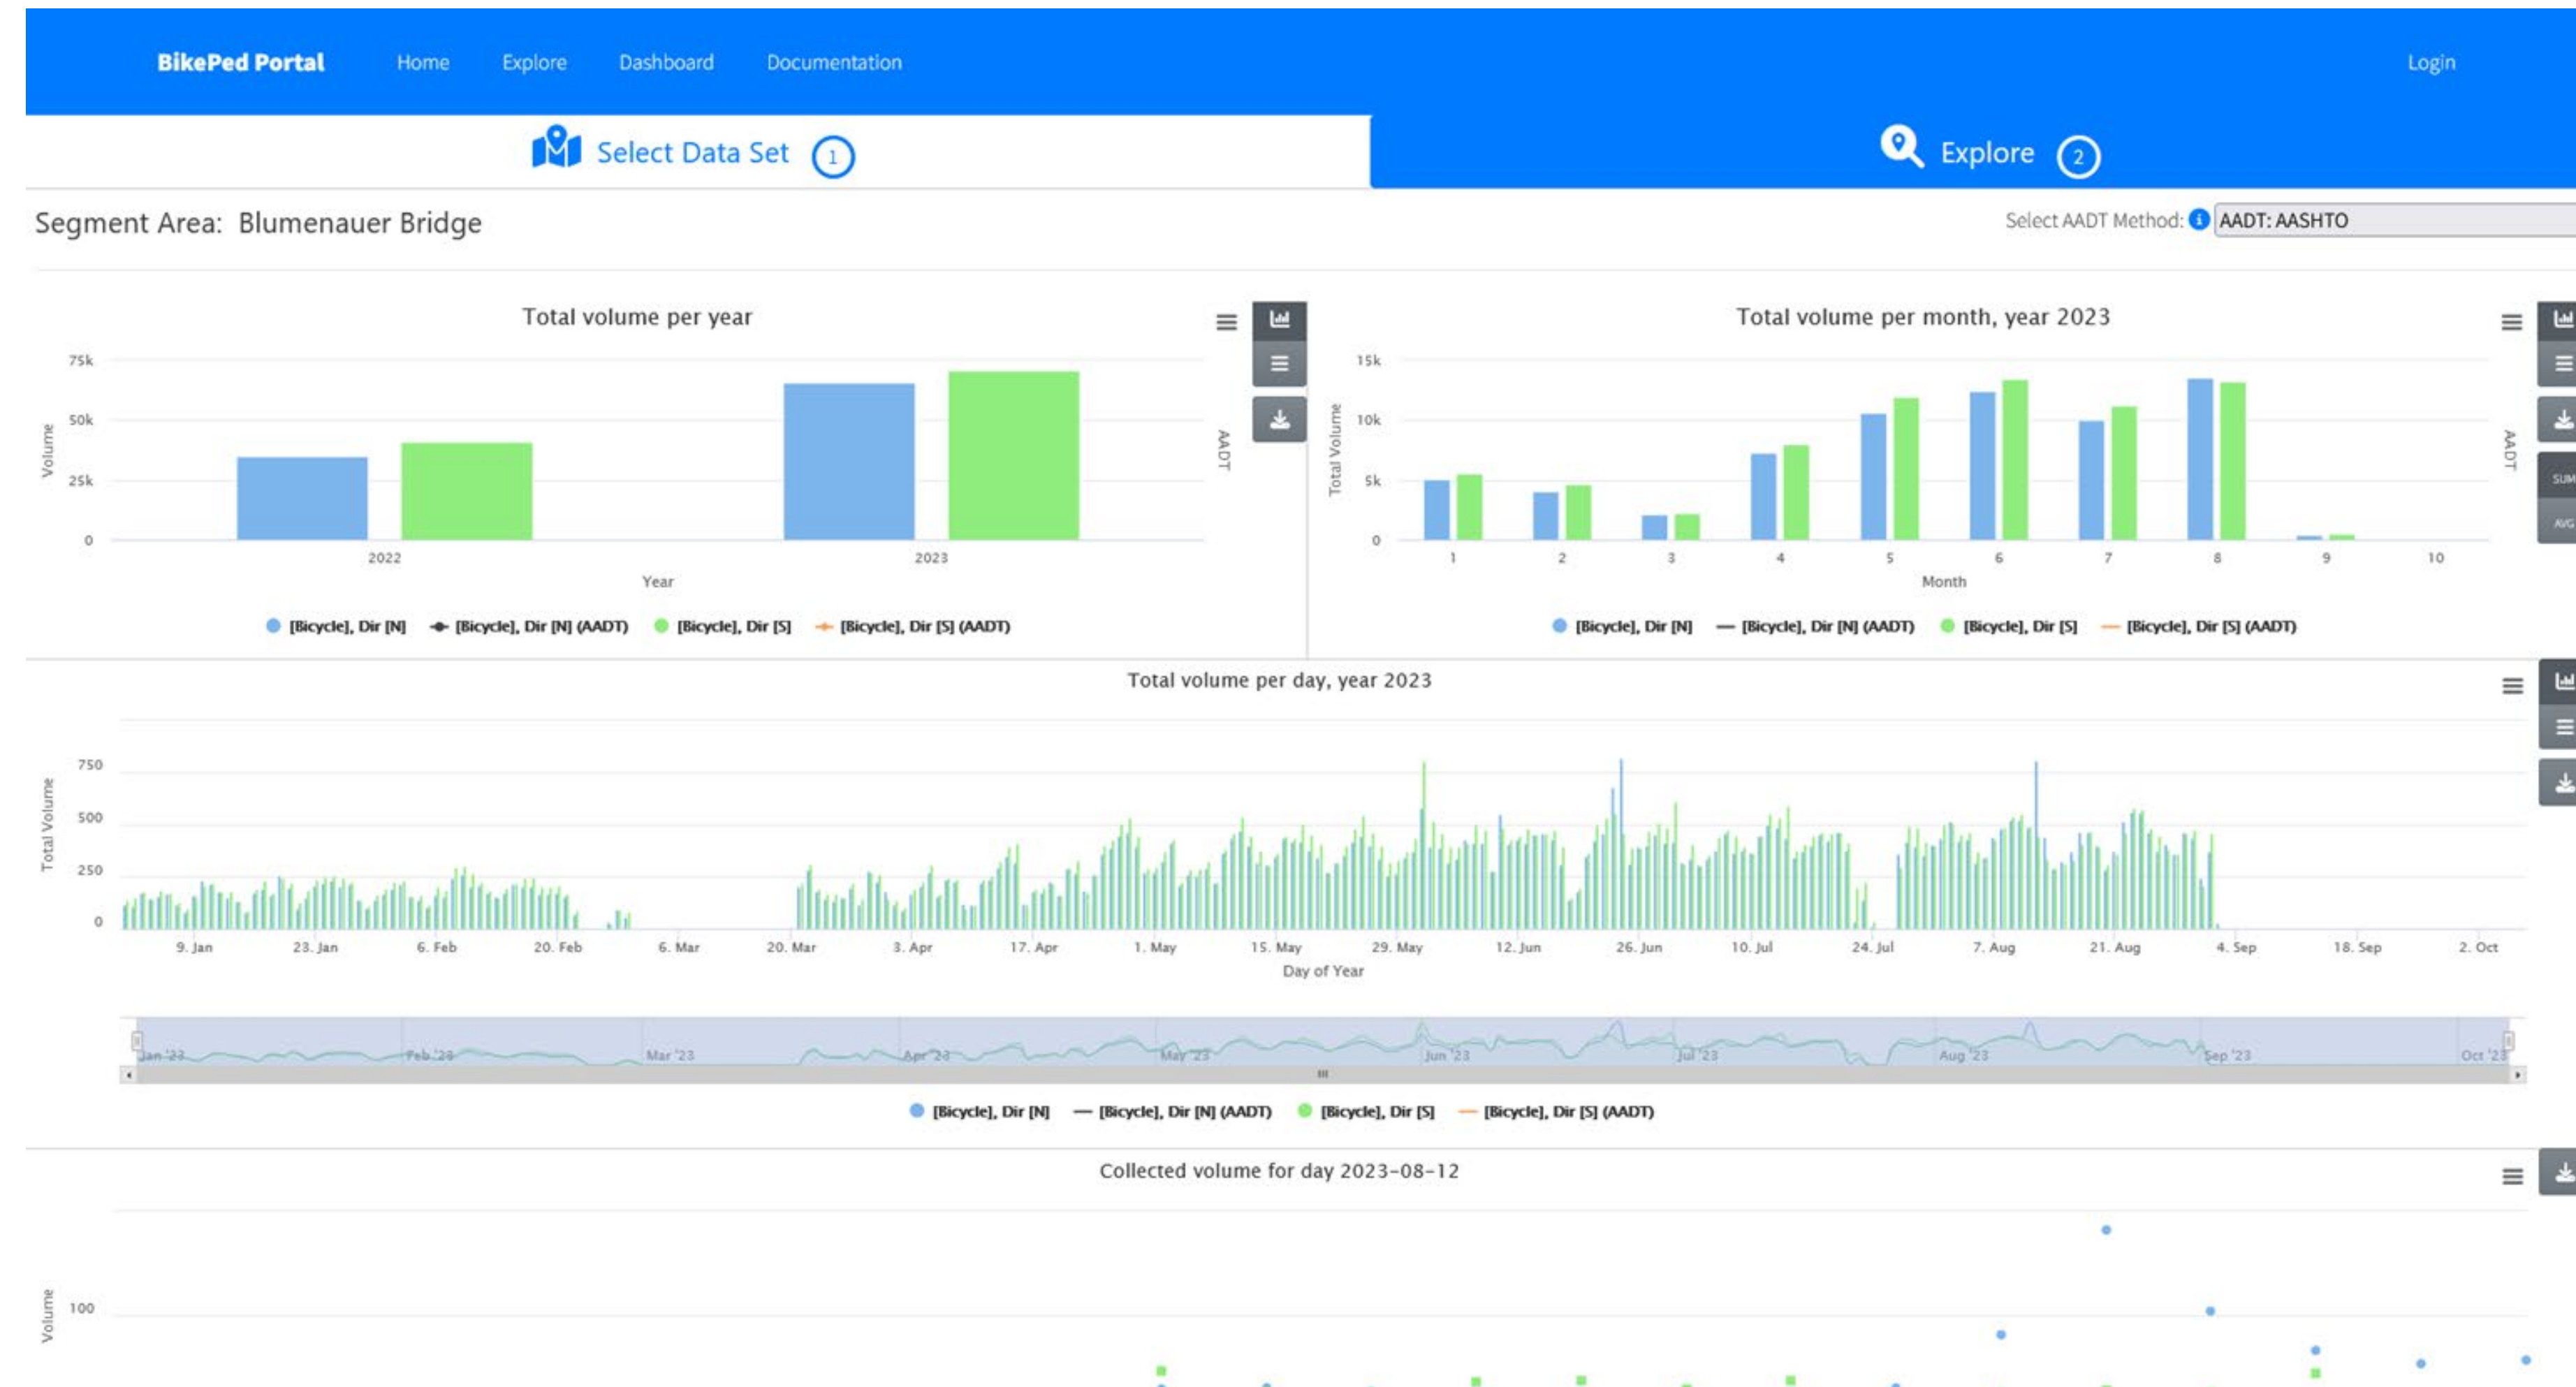 BikePed Portal Home Explore Dashboard Documentation Login
Select Data Set 1
Explore 2
Segment Area: Blumenauer Bridge
Select AADT Method: AADT: AASHTO
Total volume per year
75k
50k
25k
0
Volume
AADT
2022 2023
Year
[Bicycle], Dir [N] [Bicycle], Dir [N] (AADT) [Bicycle], Dir [S] [Bicycle], Dir [S] (AADT)
Total volume per month, year 2023
15k
10k
5k
0
Total Volume
AADT
SUM
AVG
1 2 3 4 5 6 7 8 9 10
Month
[Bicycle], Dir [N] [Bicycle], Dir [N] (AADT) [Bicycle], Dir [S] [Bicycle], Dir [S] (AADT)
Total volume per day, year 2023
750
500
250
0
Total Volume
9. Jan 23. Jan 6. Feb 20. Feb 6. Mar 20. Mar 3. Apr 17. Apr 1. May 15. May 29. May 12. Jun 26. Jun 10. Jul 24. Jul 7. Aug 21. Aug 4. Sep 18. Sep 2. Oct
Day of Year
Jan '23 Feb '23 Mar '23 Apr '23 May '23 Jun '23 Jul '23 Aug '23 Sep '23 Oct '23
[Bicycle], Dir [N] [Bicycle], Dir [N] (AADT) [Bicycle], Dir [S] [Bicycle], Dir [S] (AADT)
Collected volume for day 2023-08-12
100
Volume